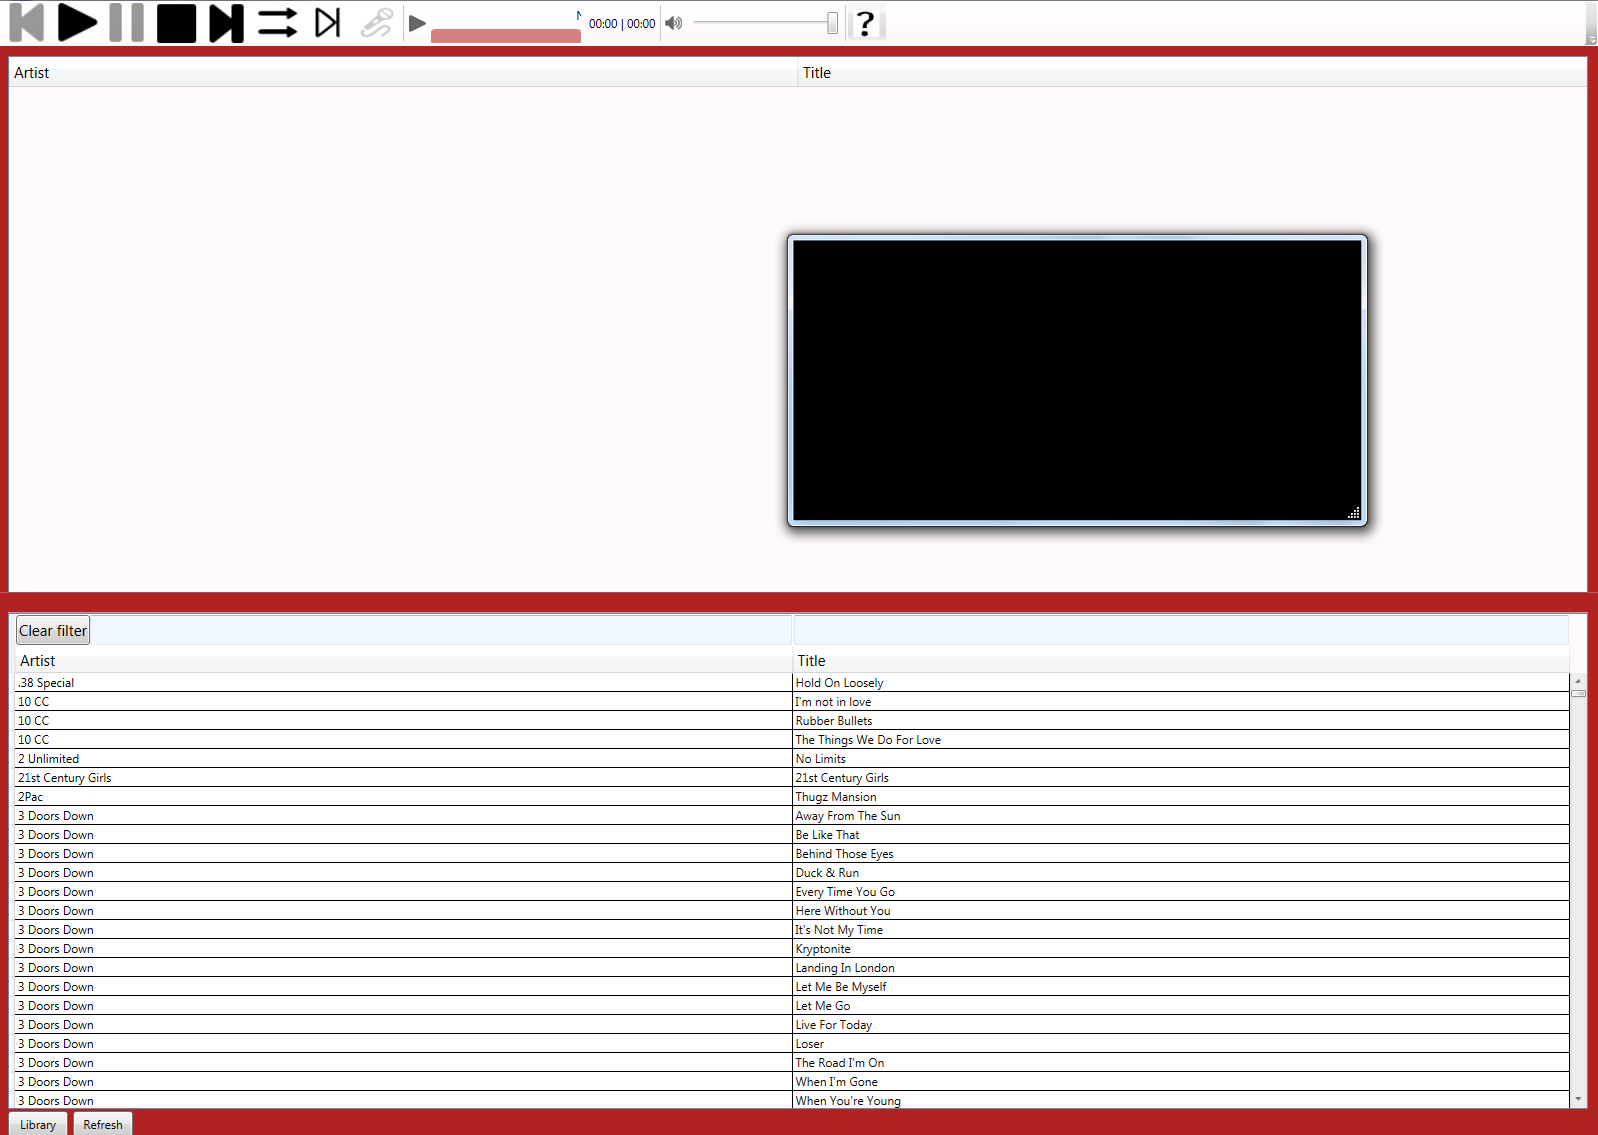 N
00:00 | 00:00
?
Artist Title
Clear filter
Artist Title
.38 Special Hold On Loosely
10 CC I'm not in love
10 CC Rubber Bullets
10 CC The Things We Do For Love
2 Unlimited No Limits
21st Century Girls 21st Century Girls
2Pac Thugz Mansion
3 Doors Down Away From The Sun
3 Doors Down Be Like That
3 Doors Down Behind Those Eyes
3 Doors Down Duck & Run
3 Doors Down Every Time You Go
3 Doors Down Here Without You
3 Doors Down It's Not My Time
3 Doors Down Kryptonite
3 Doors Down Landing In London
3 Doors Down Let Me Be Myself
3 Doors Down Let Me Go
3 Doors Down Live For Today
3 Doors Down Loser
3 Doors Down The Road I'm On
3 Doors Down When I'm Gone
3 Doors Down When You're Young
Library Refresh